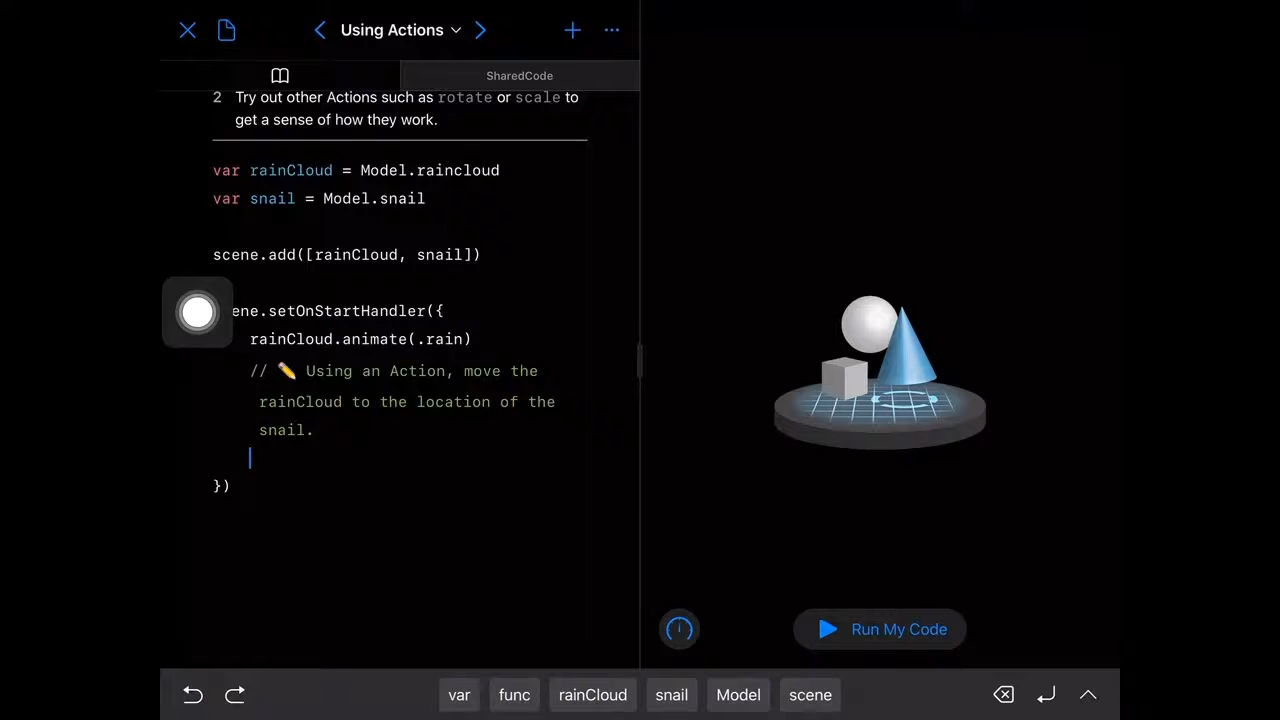 Using Actions
SharedCode
2 Try out other Actions such as rotate or scale to
get a sense of how they work.
var rainCloud = Model.raincloud
var snail = Model.snail
scene.add([rainCloud, snail])
ene.setOnStartHandler({
rainCloud.animate(.rain)
// ✏️ Using an Action, move the
rainCloud to the location of the
snail.
})
Run My Code
var func rainCloud snail Model scene